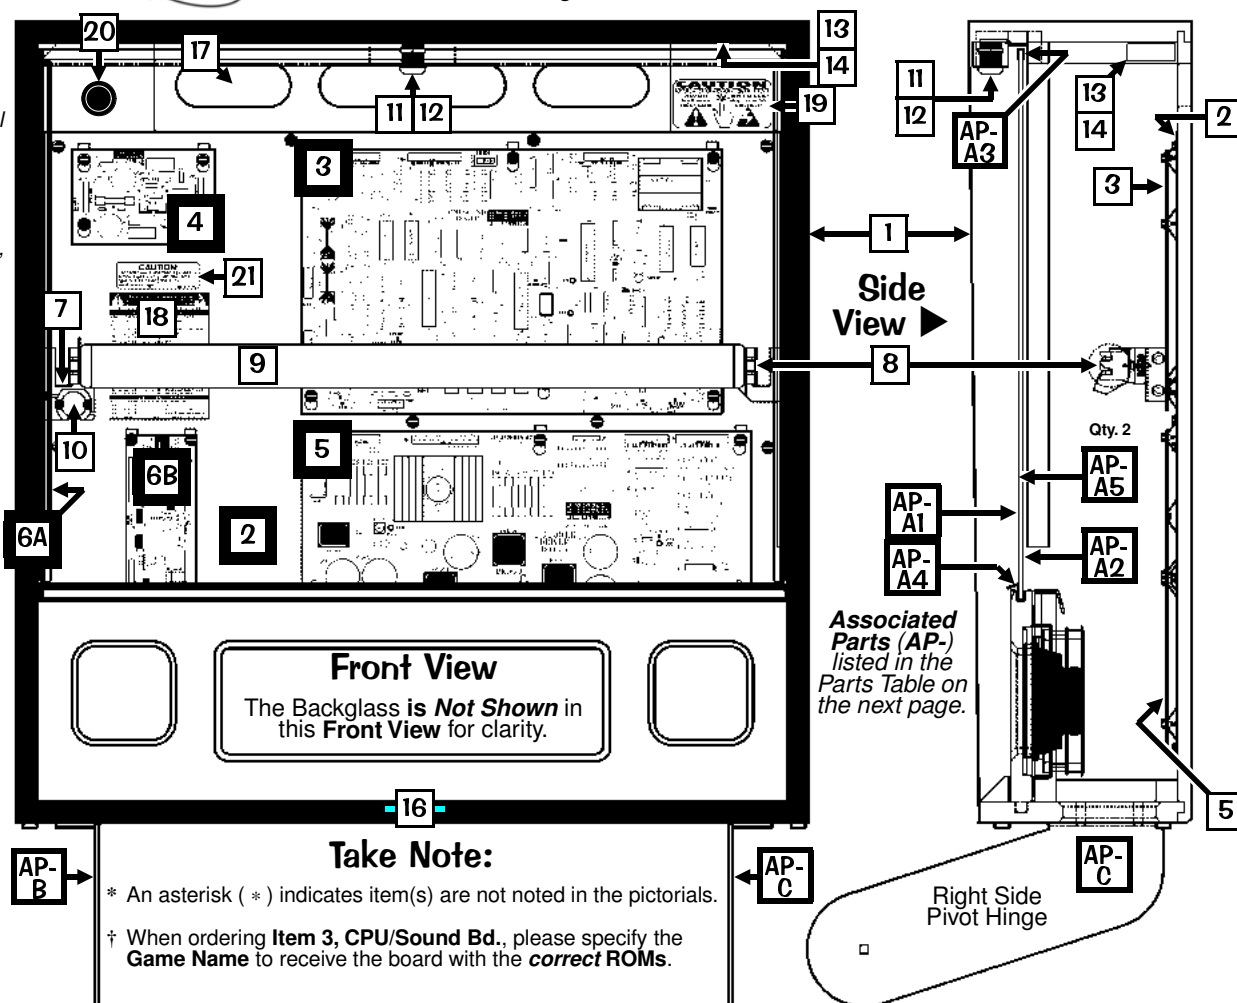 20
17
13
14
11
12
19
3
4
CAUTION
21
7
18
9
10
5
6B
6A
2
CAUTION
1
Side
View
8
11
12
AP-
A3
13
14
2
3
Qty. 2
AP-
A5
AP-
A1
AP-
A2
AP-
A4
Associated
Parts (AP-)
listed in the
Parts Table on
the next page.
5
Front View
The Backglass is Not Shown in
this Front View for clarity.
16
AP-
B
AP-
C
AP-
C
Right Side
Pivot Hinge
Take Note:
* An asterisk ( * ) indicates item(s) are not noted in the pictorials.
† When ordering Item 3, CPU/Sound Bd., please specify the
Game Name to receive the board with the correct ROMs.